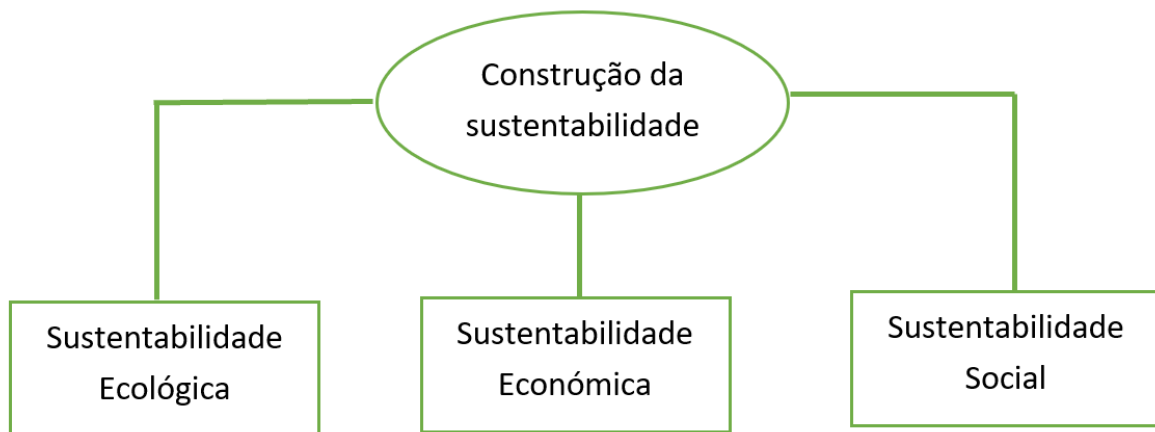 Construção da
sustentabilidade
Sustentabilidade
Ecológica
Sustentabilidade
Económica
Sustentabilidade
Social